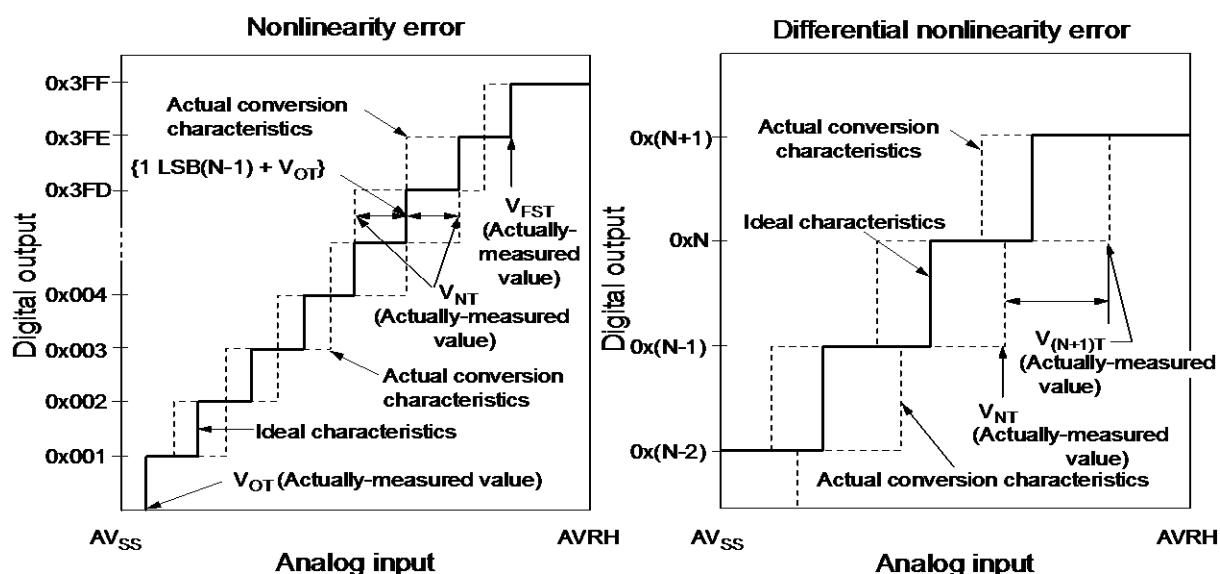 Nonlinearity error
0x3FF
0x3FE
0x3FD
0x004
0x003
0x002
0x001
Digital output
Actual conversion
characteristics
{1 LSB(N-1) + VOT}
VFST
(Actually-
measured
value)
VNT
(Actually-measured
value)
Actual conversion
characteristics
Ideal characteristics
VOT (Actually-measured value)
AVSS
AVRH
Analog input
Differential nonlinearity error
0x(N+1)
0xN
0x(N-1)
0x(N-2)
Digital output
Actual conversion
characteristics
Ideal characteristics
V(N+1)T
(Actually-measured
value)
VNT
(Actually-measured
value)
Actual conversion characteristics
AVSS
AVRH
Analog input